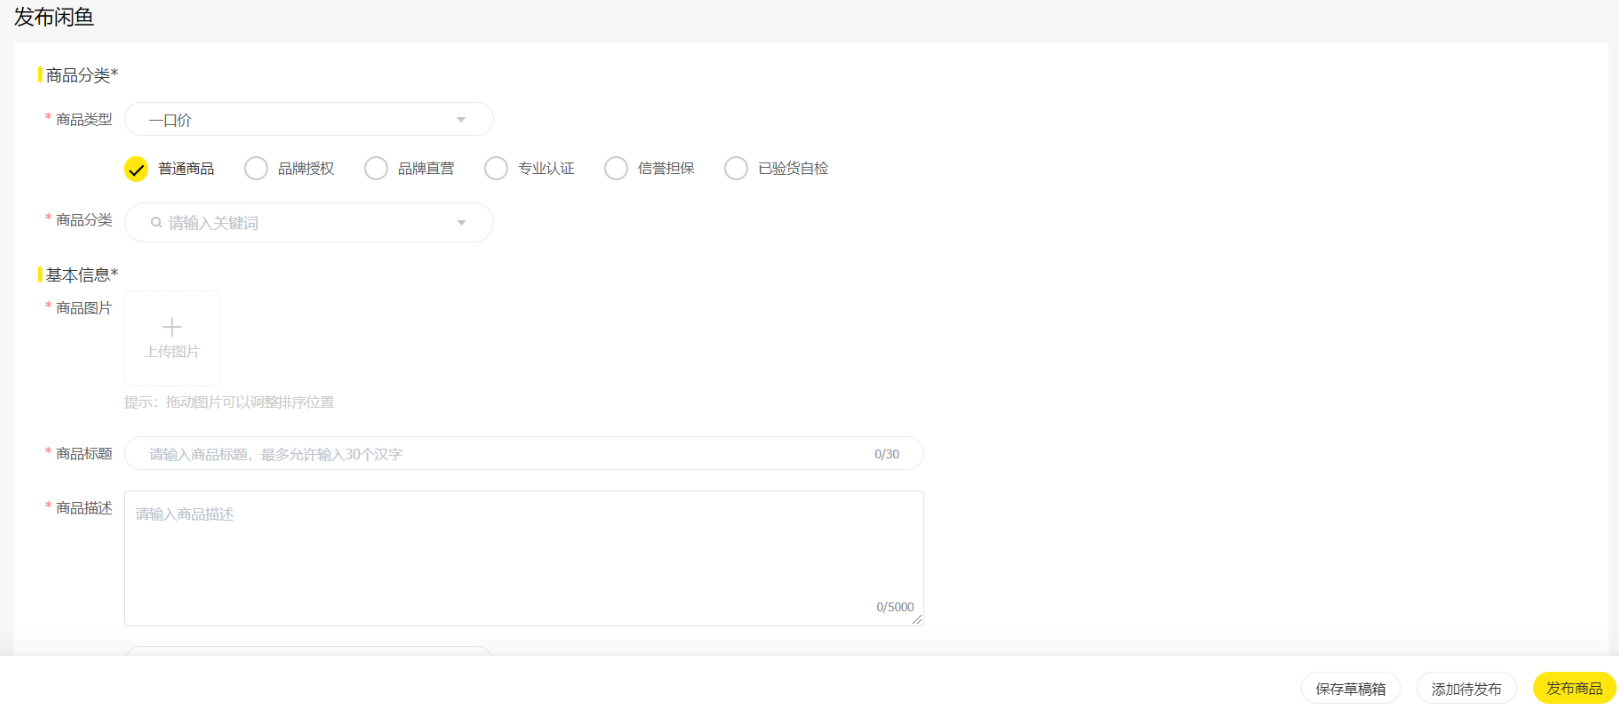 发布闲鱼
商品分类*
* 商品类型 一口价
普通商品 品牌授权 品牌直营 专业认证 信誉担保 已验货自检
* 商品分类 请输入关键词
基本信息*
* 商品图片
上传图片
提示：拖动图片可以调整排序位置
* 商品标题 请输入商品标题，最多允许输入30个汉字 0/30
* 商品描述 请输入商品描述
0/5000
保存草稿箱 添加待发布 发布商品